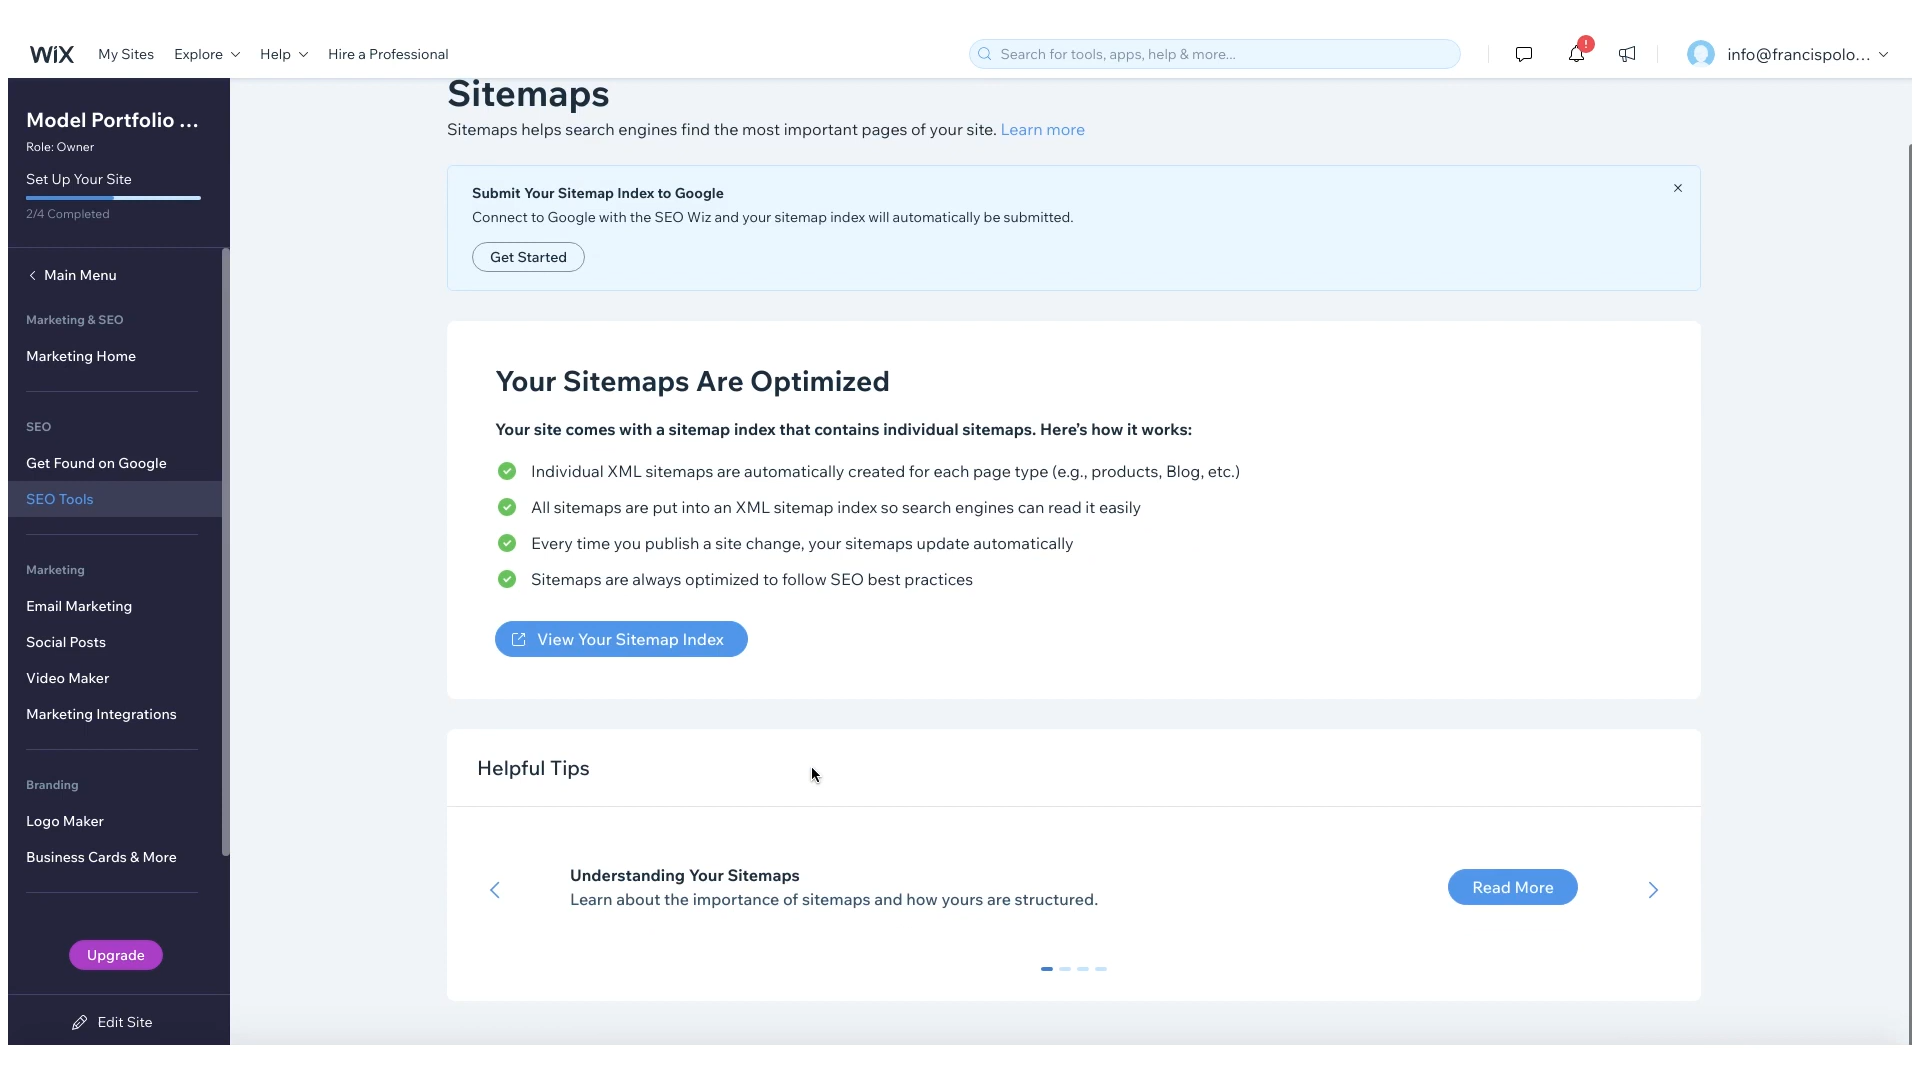 WiX
My Sites
Explore
Help
Hire a Professional
Search for tools, apps, help & more...
!
info@francispolo...
Model Portfolio ...
Role: Owner
Set Up Your Site
2/4 Completed
Main Menu
Marketing & SEO
Marketing Home
SEO
Get Found on Google
SEO Tools
Marketing
Email Marketing
Social Posts
Video Maker
Marketing Integrations
Branding
Logo Maker
Business Cards & More
Upgrade
Edit Site
Sitemaps
Sitemaps helps search engines find the most important pages of your site. Learn more
Submit Your Sitemap Index to Google
Connect to Google with the SEO Wiz and your sitemap index will automatically be submitted.
Get Started
Your Sitemaps Are Optimized
Your site comes with a sitemap index that contains individual sitemaps. Here's how it works:
Individual XML sitemaps are automatically created for each page type (e.g., products, Blog, etc.)
All sitemaps are put into an XML sitemap index so search engines can read it easily
Every time you publish a site change, your sitemaps update automatically
Sitemaps are always optimized to follow SEO best practices
View Your Sitemap Index
Helpful Tips
Understanding Your Sitemaps
Learn about the importance of sitemaps and how yours are structured.
Read More